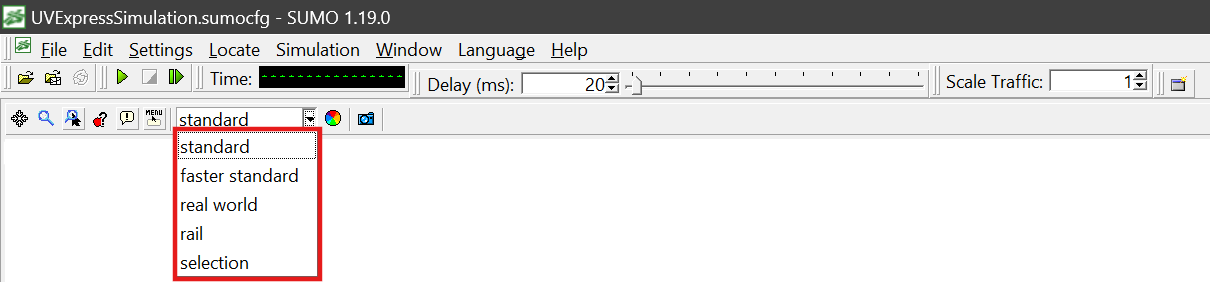 UVExpressSimulation.sumocfg - SUMO 1.19.0
File Edit Settings Locate Simulation Window Language Help
Time: Delay (ms): 20 Scale Traffic: 1
MENU standard
standard
faster standard
real world
rail
selection